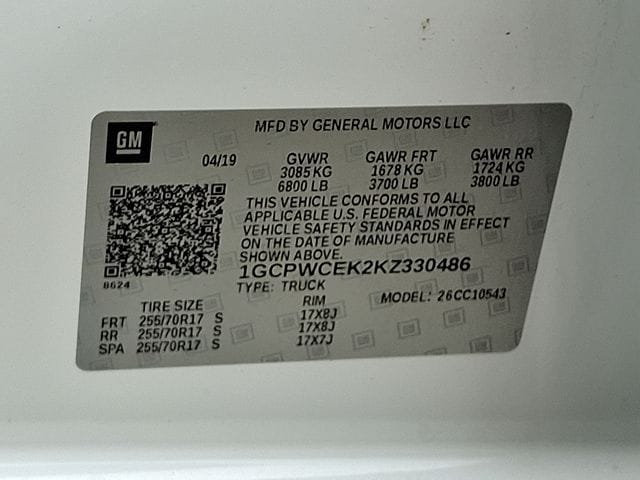 GM
MFD BY GENERAL MOTORS LLC
04/19 GVWR GAWR FRT GAWR RR
3085 KG 1678 KG 1724 KG
6800 LB 3700 LB 3800 LB
THIS VEHICLE CONFORMS TO ALL
APPLICABLE U.S. FEDERAL MOTOR
VEHICLE SAFETY STANDARDS IN EFFECT
ON THE DATE OF MANUFACTURE
SHOWN ABOVE.
1GCPWCEK2KZ330486
8624
TYPE: TRUCK MODEL: 26CC10543
TIRE SIZE RIM
FRT 255/70R17 S 17X8J
RR 255/70R17 S 17X8J
SPA 255/70R17 S 17X7J